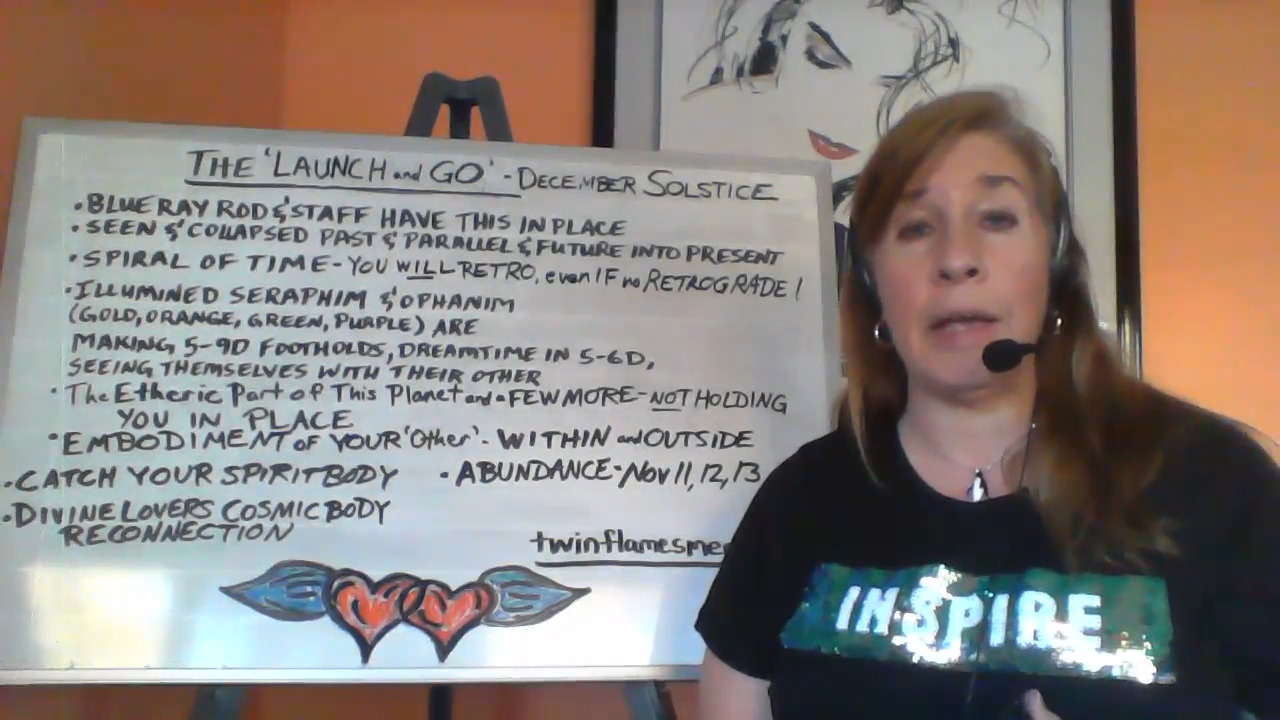 THE 'LAUNCH and GO' - DECEMBER SOLSTICE
• BLUE RAY ROD & STAFF HAVE THIS IN PLACE
• SEEN & COLLAPSED PAST & PARALLEL & FUTURE INTO PRESENT
• SPIRAL OF TIME - YOU WILL RETRO, even IF no RETROGRADE!
• ILLUMINED SERAPHIM & OPHANIM
(GOLD, ORANGE, GREEN, PURPLE) ARE
MAKING 5-9D FOOTHOLDS, DREAMTIME IN 5-6D,
SEEING THEMSELVES WITH THEIR OTHER
• The Etheric Part of This Planet and a FEW MORE - NOT HOLDING
YOU IN PLACE
• EMBODIMENT OF YOUR 'Other' - WITHIN and OUTSIDE
• CATCH YOUR SPIRIT BODY • ABUNDANCE - Nov 11, 12, 13
• DIVINE LOVERS COSMIC BODY
RECONNECTION
twinflamesme
INSPIRE